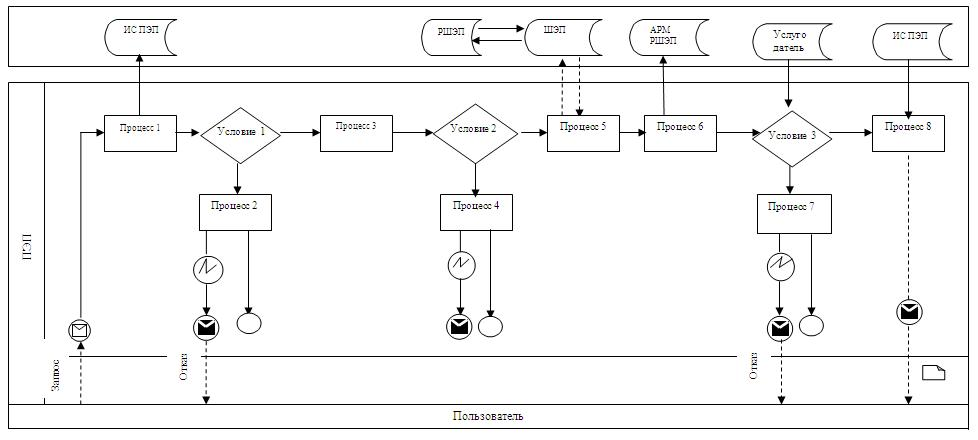 ИС ПЭП
РШЭП
ШЭП
АРМ
РШЭП
Услуго
датель
ИС ПЭП
Процесс 1
Условие 1
Процесс 3
Условие 2
Процесс 5
Процесс 6
Условие 3
Процесс 8
Процесс 2
Процесс 4
Процесс 7
ПЭП
Запрос
Отказ
Отказ
Пользователь